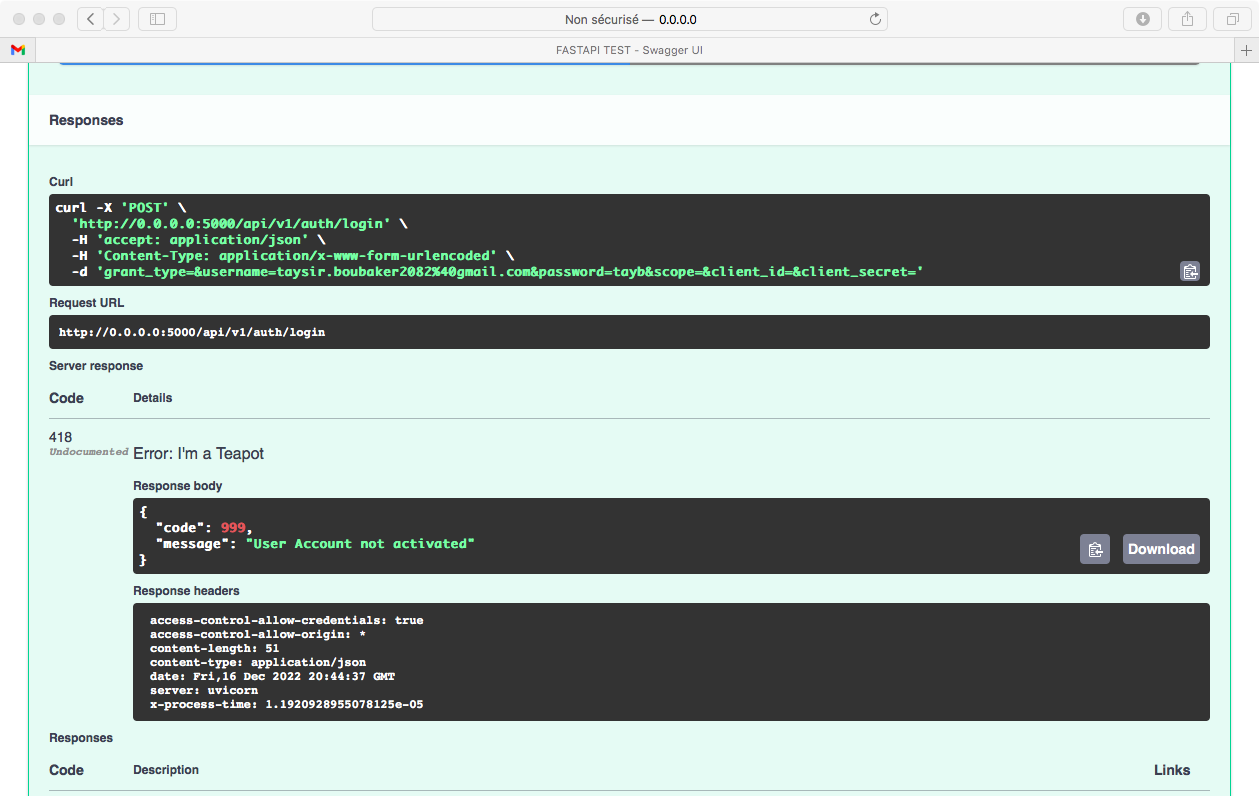 Non sécurisé — 0.0.0.0
FASTAPI TEST - Swagger UI
Responses
Curl
curl -X 'POST' \
'http://0.0.0.0:5000/api/v1/auth/login' \
-H 'accept: application/json' \
-H 'Content-Type: application/x-www-form-urlencoded' \
-d 'grant_type=&username=taysir.boubaker2082%40gmail.com&password=tayb&scope=&client_id=&client_secret='
Request URL
http://0.0.0.0:5000/api/v1/auth/login
Server response
Code Details
418
Undocumented Error: I'm a Teapot
Response body
{
"code": 999,
"message": "User Account not activated"
}
Download
Response headers
access-control-allow-credentials: true
access-control-allow-origin: *
content-length: 51
content-type: application/json
date: Fri,16 Dec 2022 20:44:37 GMT
server: uvicorn
x-process-time: 1.1920928955078125e-05
Responses
Code Description Links